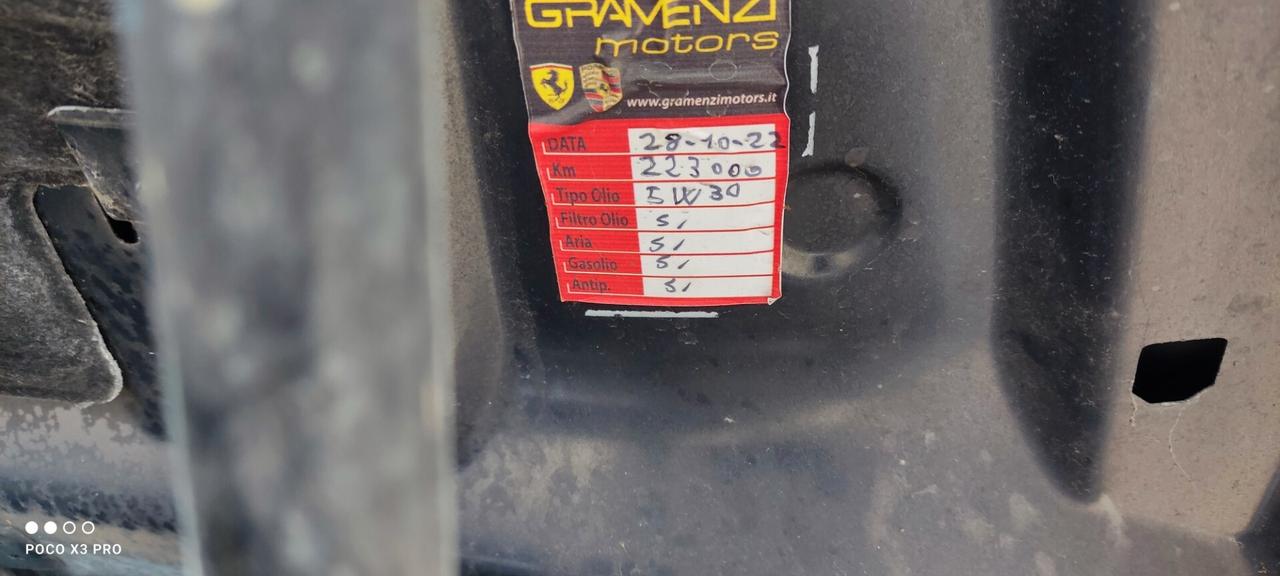 GRAMENZI
motors
www.gramenzimotors.it
DATA 28-10-22
Km 223000
Tipo Olio 5W30
Filtro Olio Si
Aria Si
Gasolio Si
Antip. Si
POCO X3 PRO